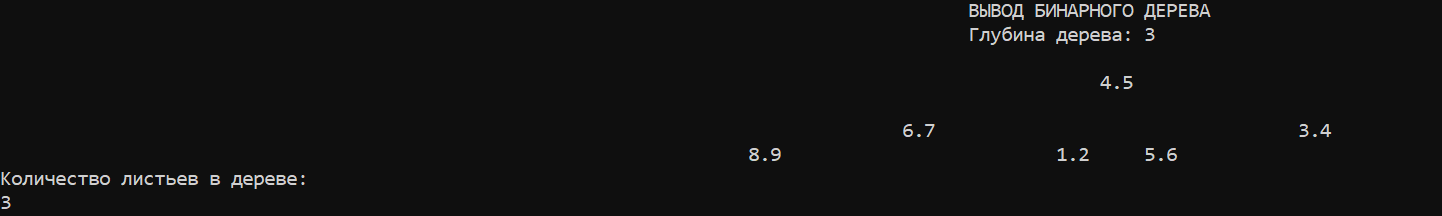 ВЫВОД БИНАРНОГО ДЕРЕВА
Глубина дерева: 3
4.5
6.7 3.4
8.9 1.2 5.6
Количество листьев в дереве:
3